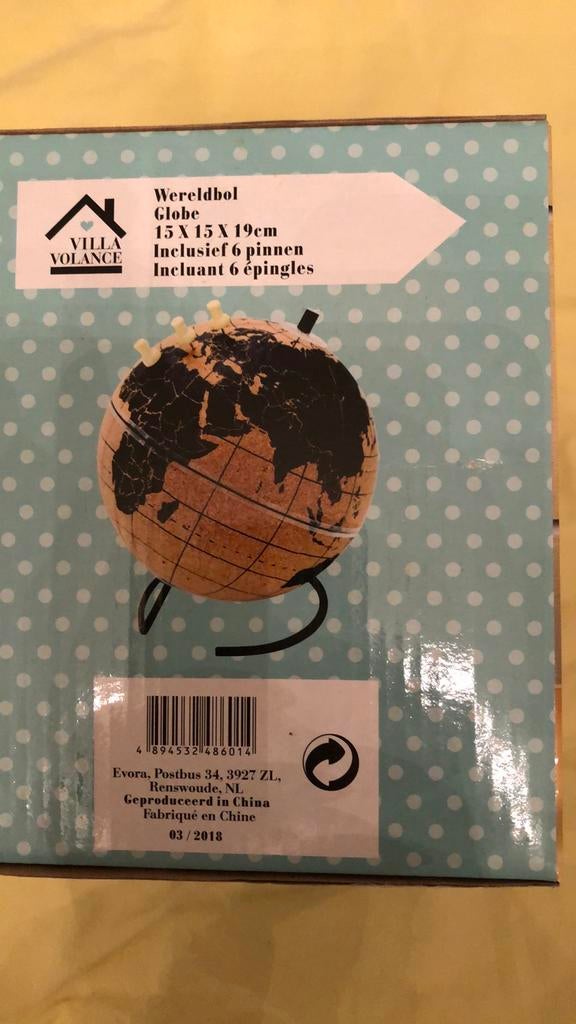 VILLA
VOLANCE
Wereldbol
Globe
15 X 15 X 19cm
Inclusief 6 pinnen
Incluant 6 épingles
4 894532 486014
Evora, Postbus 34, 3927 ZL,
Renswoude, NL
Geproduceerd in China
Fabriqué en Chine
03 / 2018